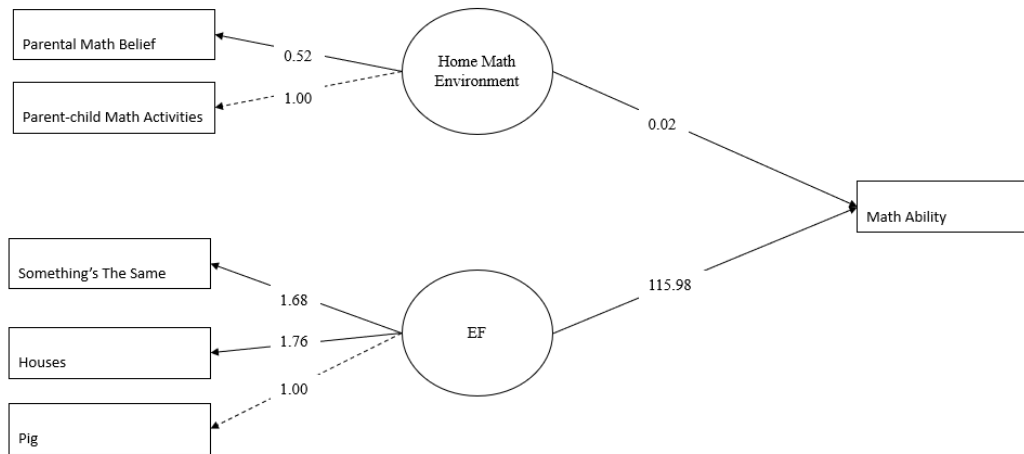 Parental Math Belief
0.52
Home Math
Environment
Parent-child Math Activities
1.00
0.02
Math Ability
Something's The Same
1.68
115.98
EF
Houses
1.76
1.00
Pig